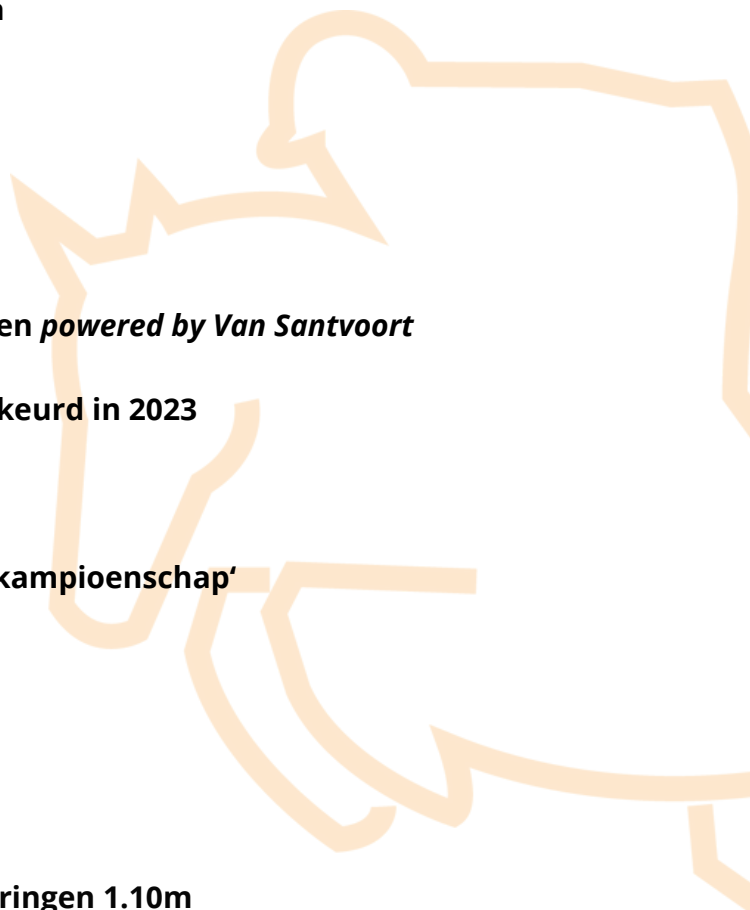 en powered by Van Santvoort
keurd in 2023
kampioenschap‘
ringen 1.10m